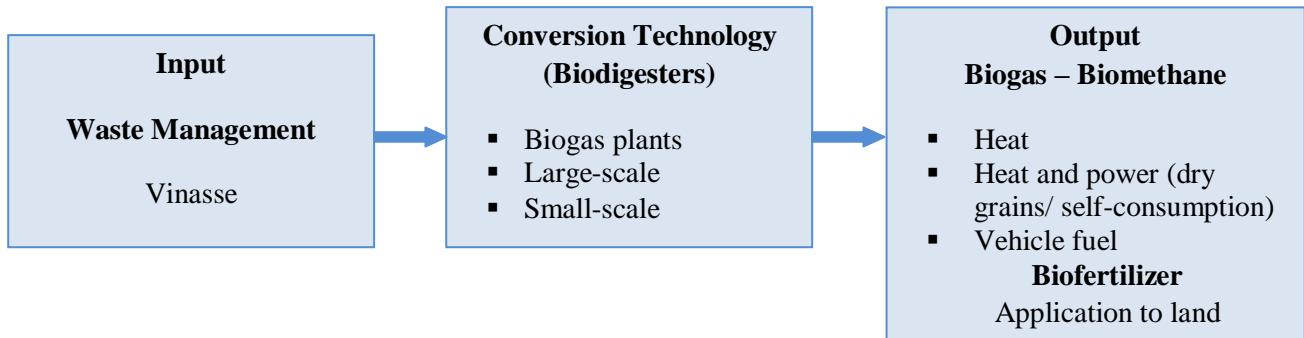 Input
Waste Management
Vinasse
Conversion Technology
(Biodigesters)
▪ Biogas plants
▪ Large-scale
▪ Small-scale
Output
Biogas – Biomethane
▪ Heat
▪ Heat and power (dry
grains/ self-consumption)
▪ Vehicle fuel
Biofertilizer
Application to land